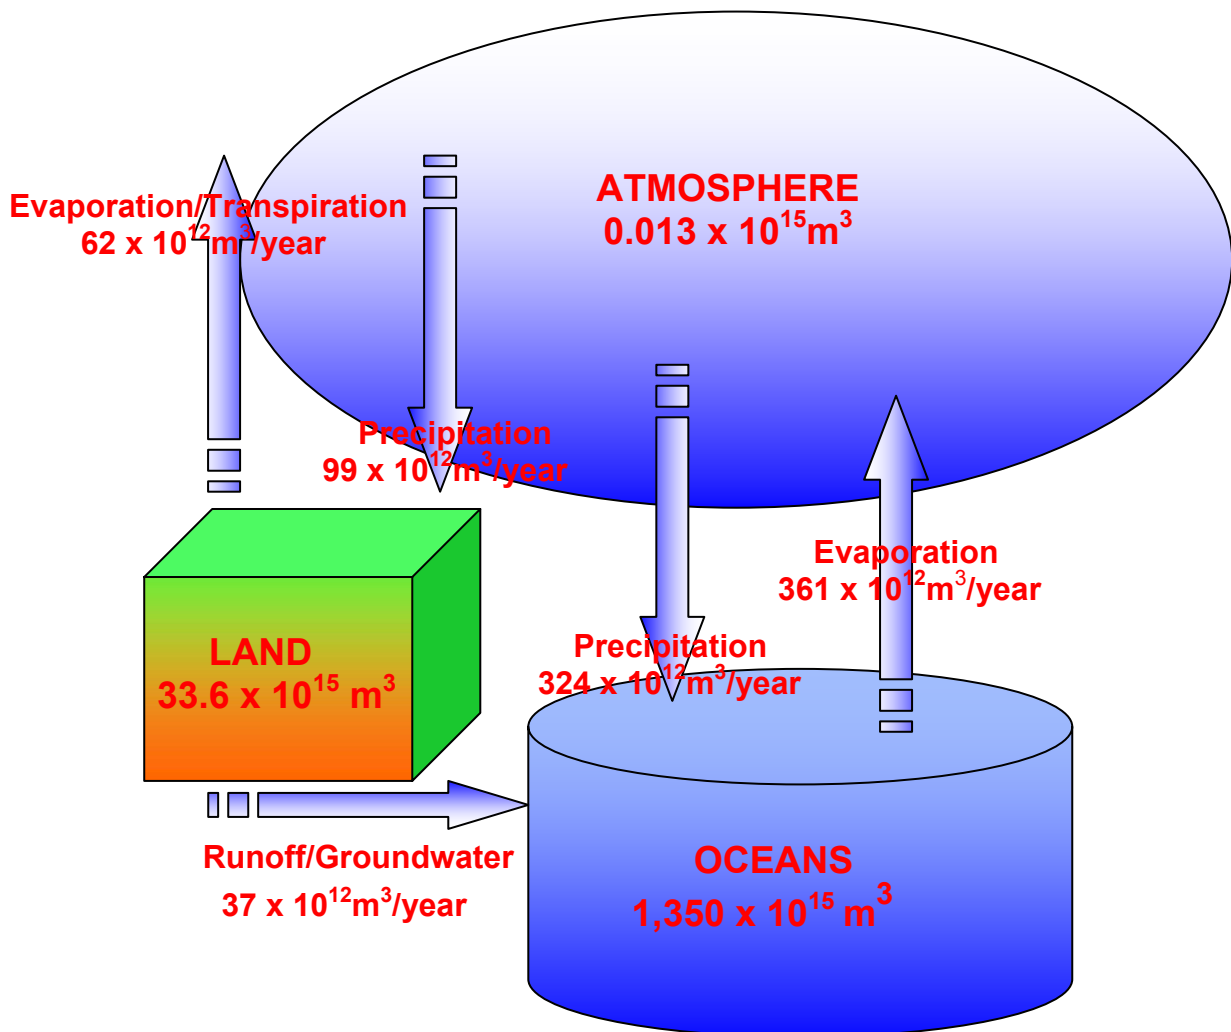 ATMOSPHERE
0.013 x 10¹⁵m³
Evaporation/Transpiration
62 x 10¹²m³/year
Precipitation
99 x 10¹²m³/year
Evaporation
361 x 10¹²m³/year
Precipitation
324 x 10¹²m³/year
LAND
33.6 x 10¹⁵ m³
Runoff/Groundwater
37 x 10¹²m³/year
OCEANS
1,350 x 10¹⁵ m³